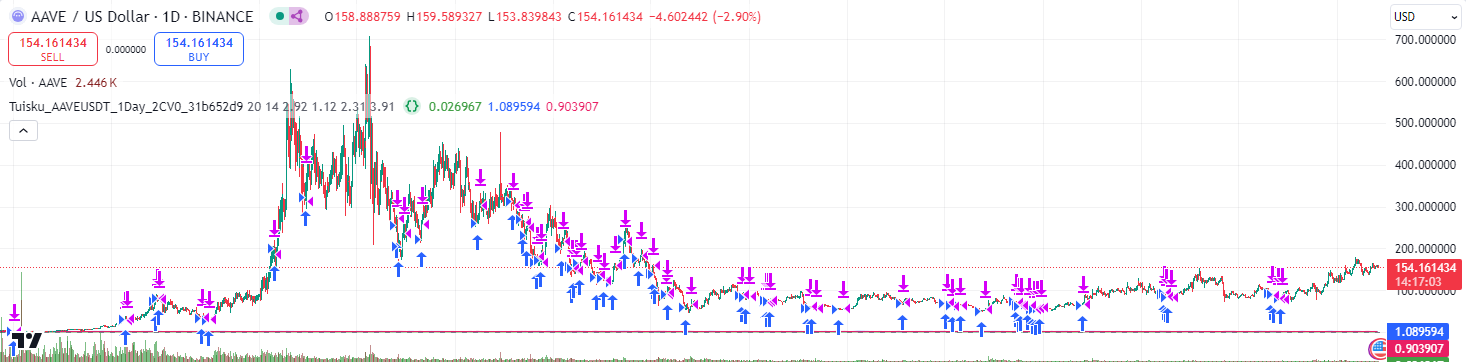 AAVE / US Dollar · 1D · BINANCE O158.888759 H159.589327 L153.839843 C154.161434 −4.602442 (−2.90%)
USD
154.161434 SELL
0.000000
154.161434 BUY
Vol · AAVE 2.446 K
Tuisku_AAVEUSDT_1Day_2CV0_31b652d9 20 14 2.92 1.12 2.31 3.91 {} 0.026967 1.089594 0.903907
700.000000
600.000000
500.000000
400.000000
300.000000
200.000000
154.161434
14:17:03
100.000000
1.089594
0.903907